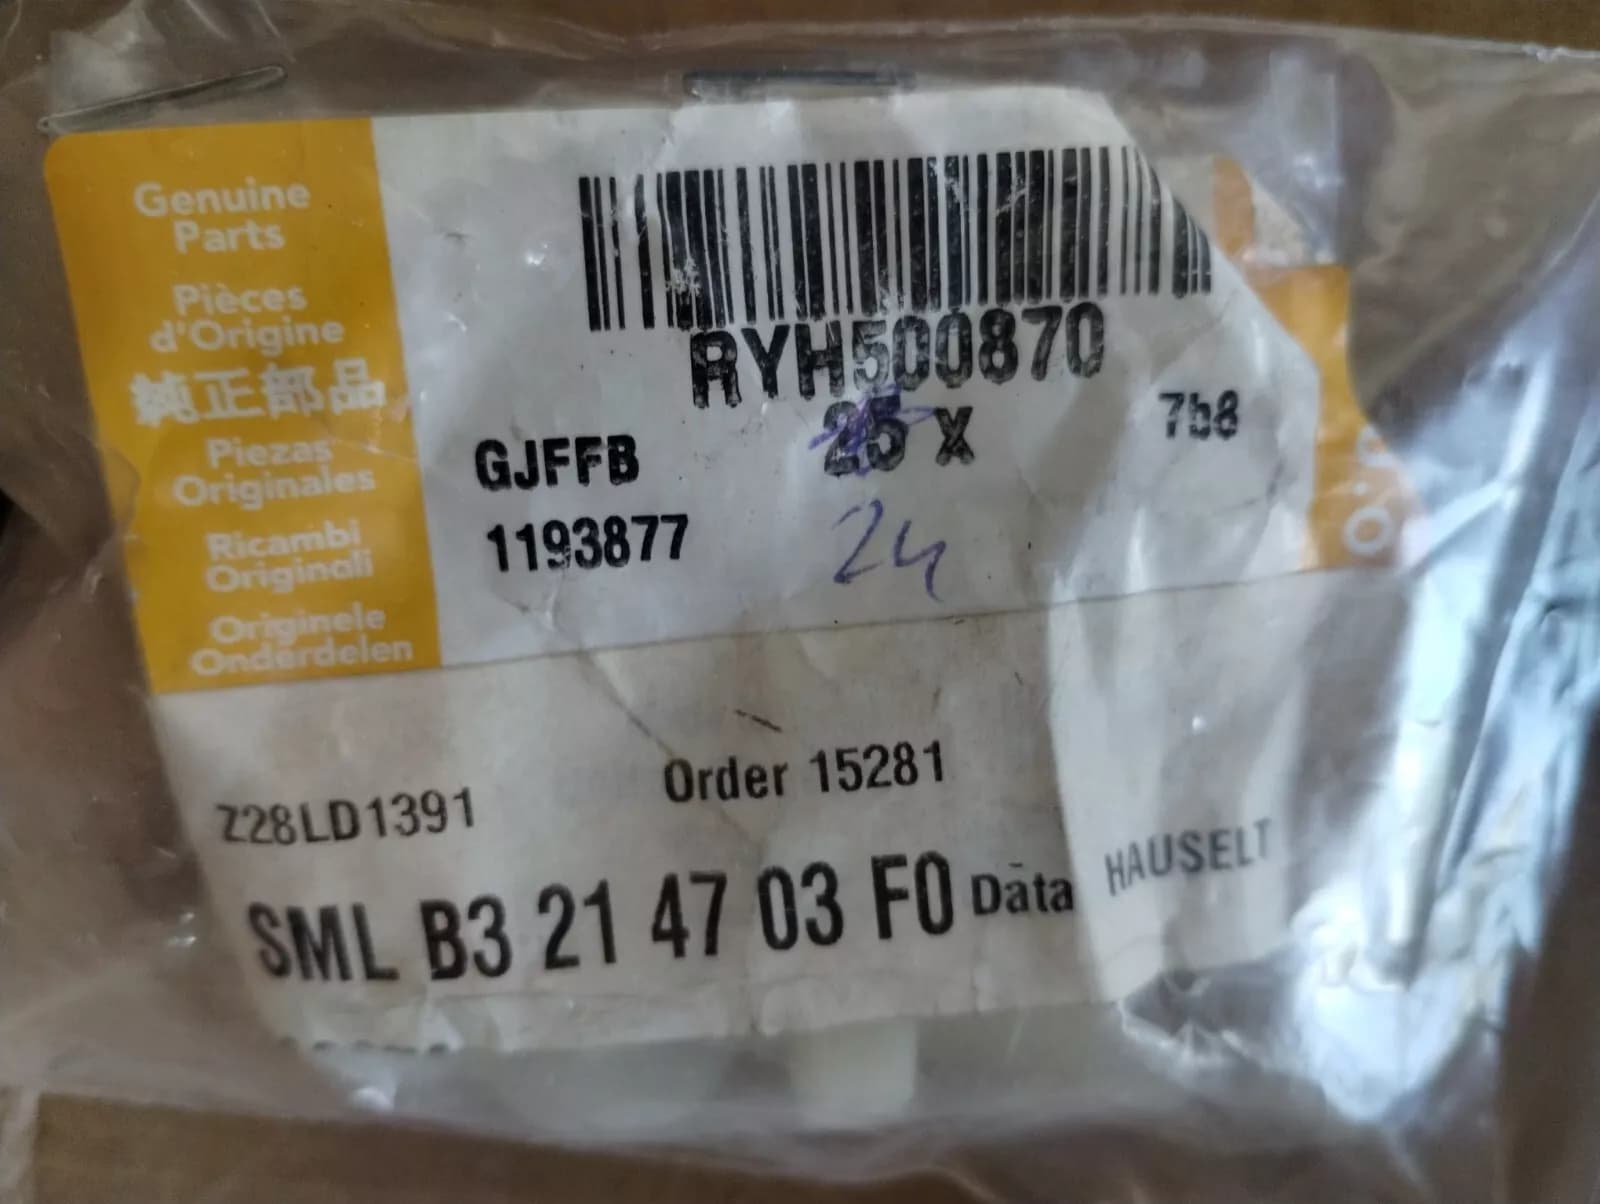 Genuine
Parts
Pièces
d'Origine
純正部品
Piezas
Originales
Ricambi
Originali
Originele
Onderdelen
RYH500870
GJFFB 25 x 7b8
1193877 24
Z28LD1391 Order 15281
SML B3 21 47 03 F0 Data HAUSELT